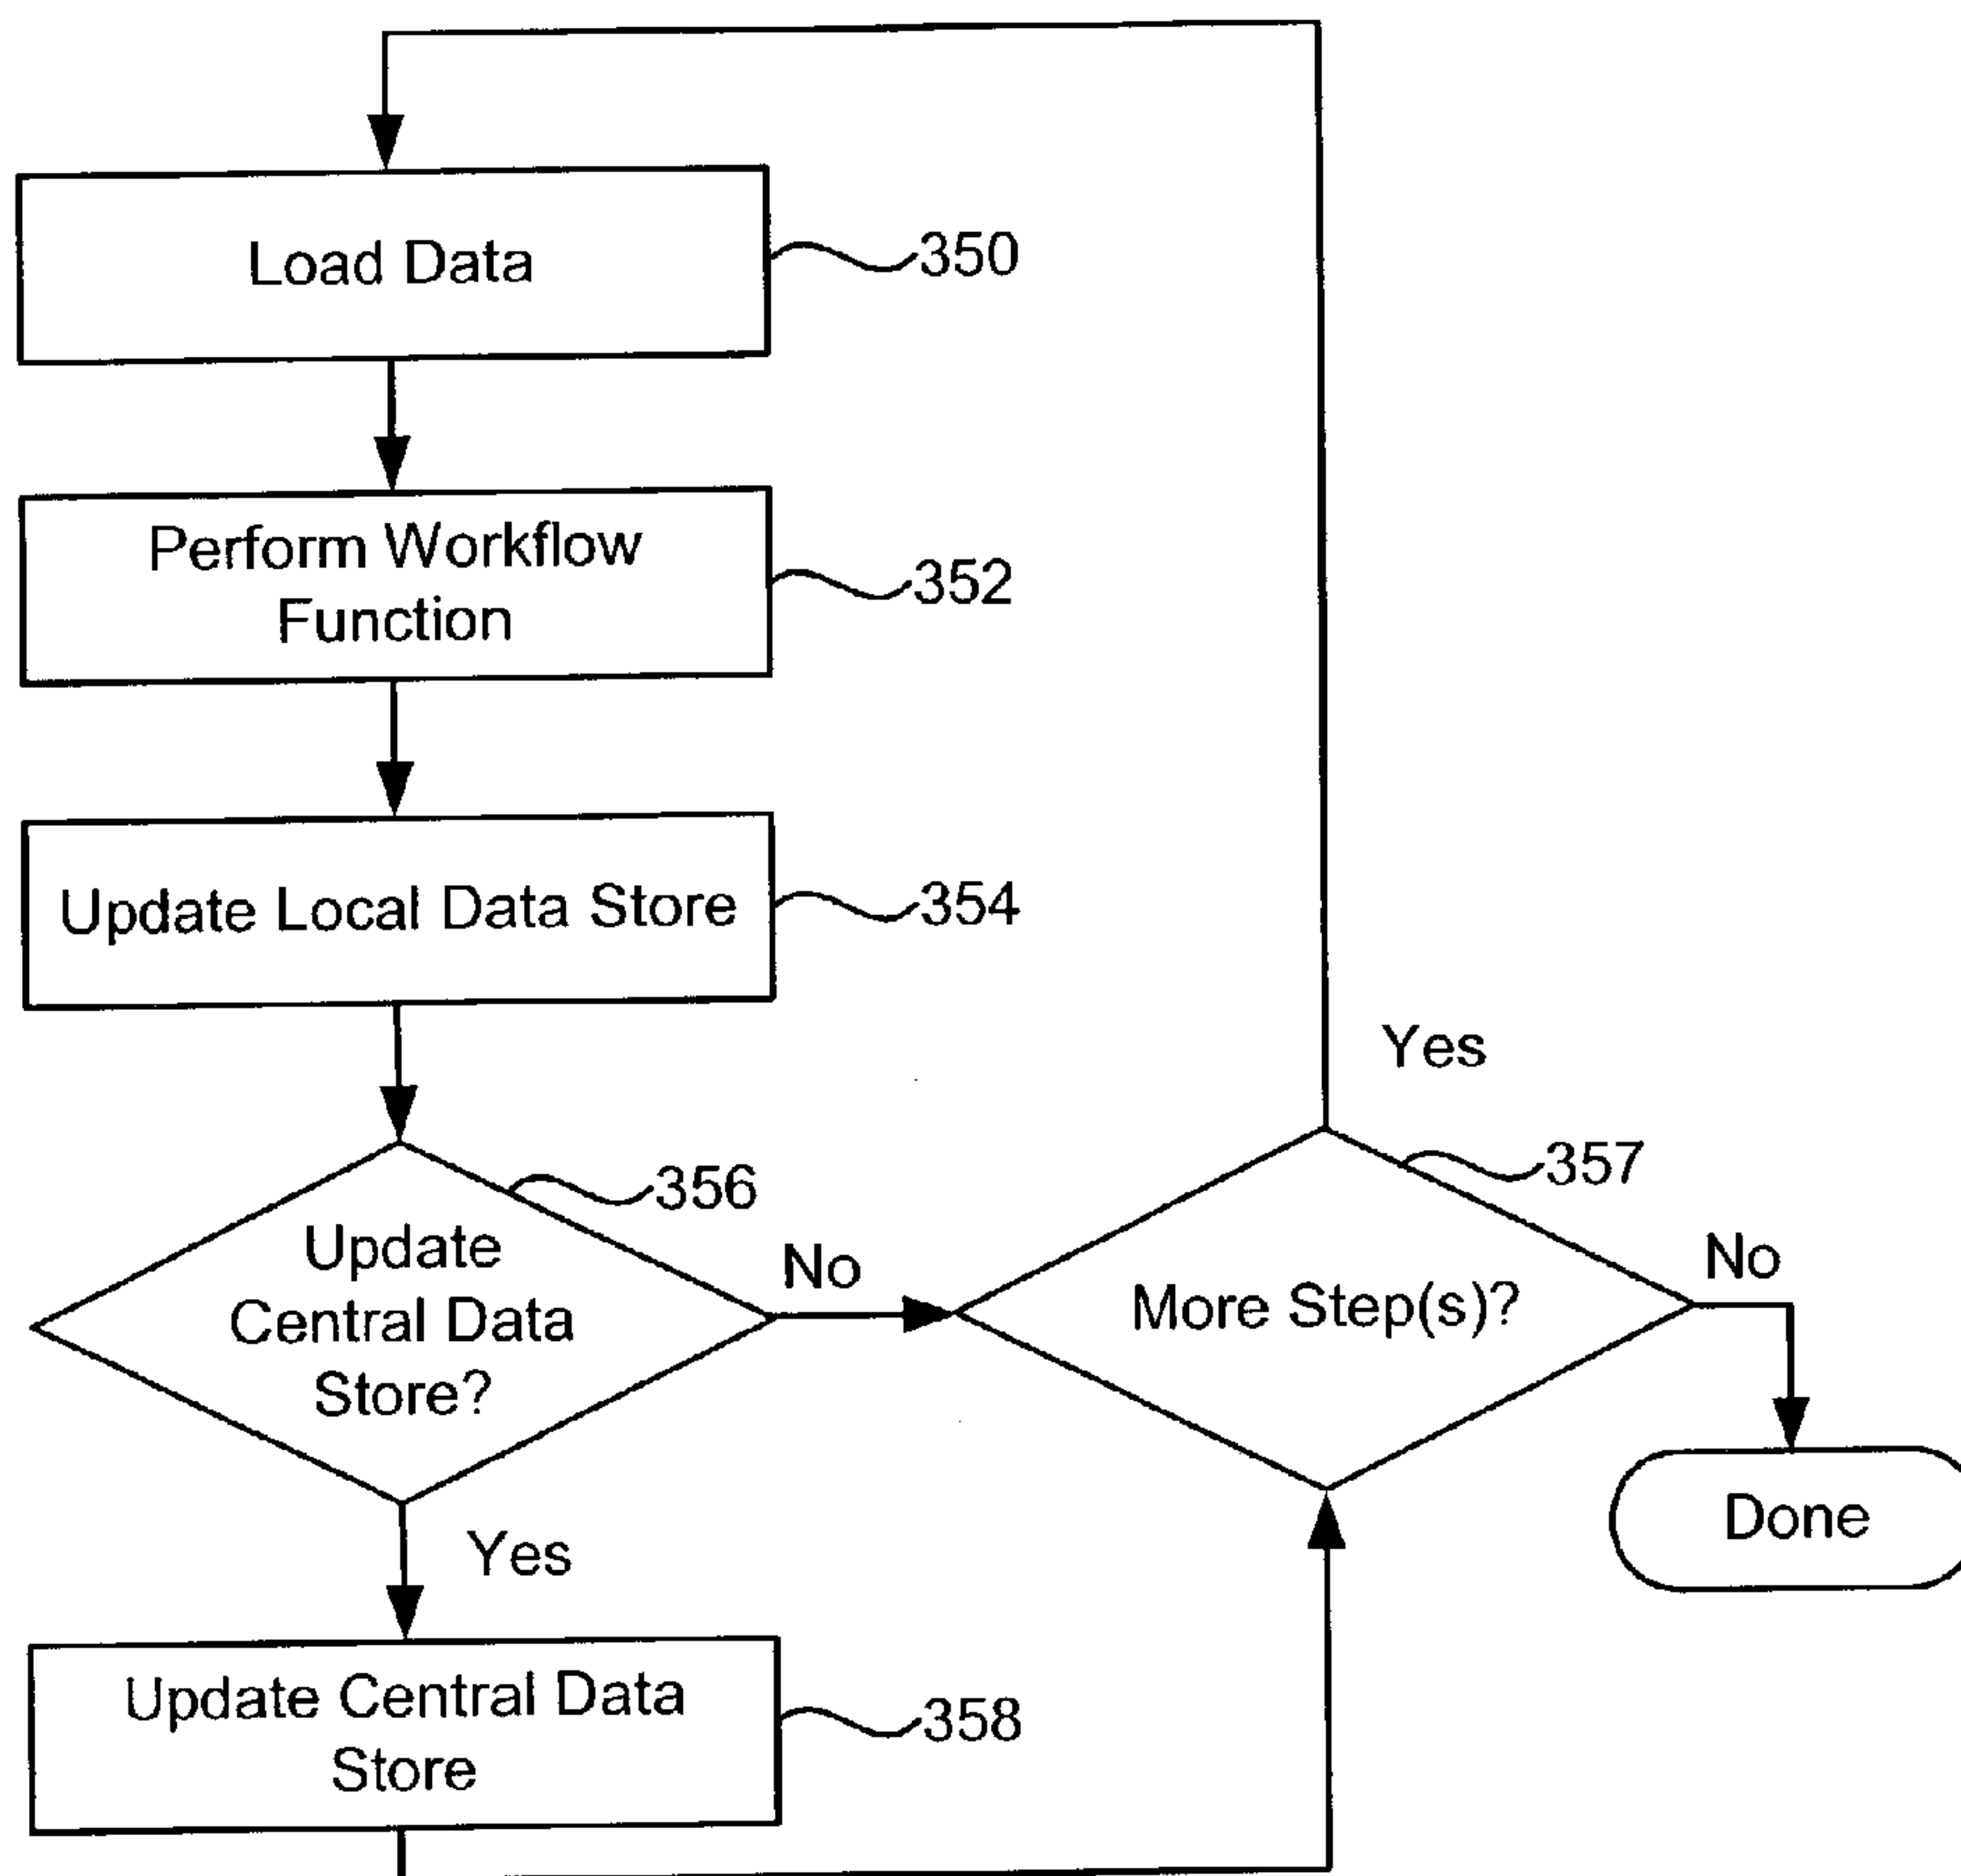 Load Data
350
Perform Workflow
Function
352
Update Local Data Store
354
Yes
357
356
Update
Central Data
Store?
No
More Step(s)?
No
Done
Yes
Update Central Data
Store
358